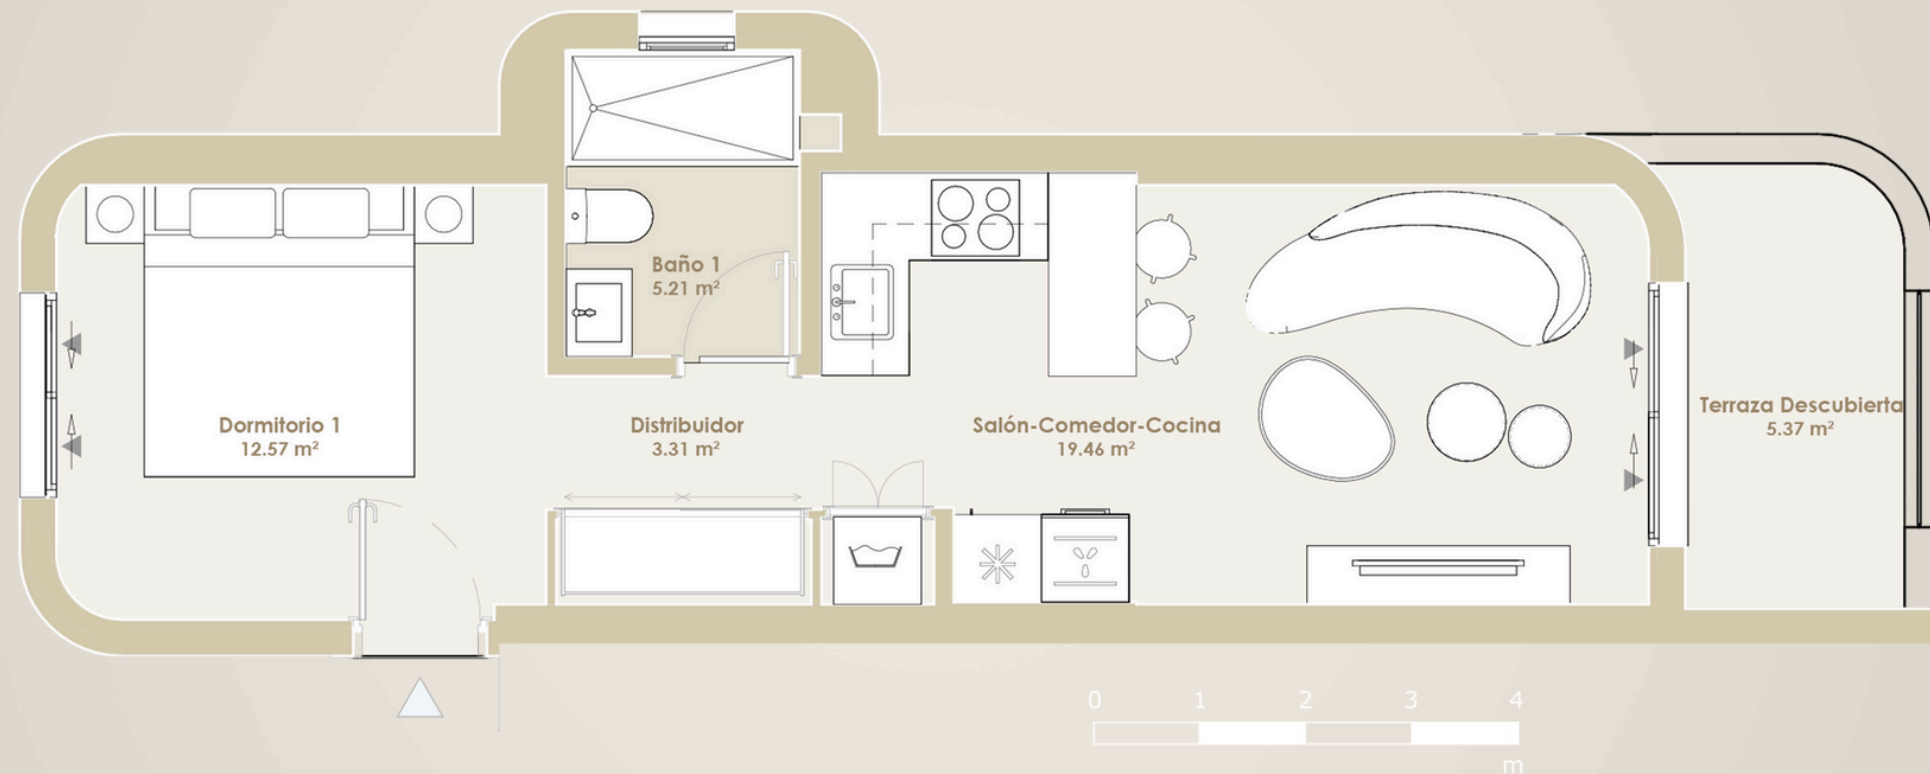 Baño 1
5.21 m²
Dormitorio 1
12.57 m²
Distribuidor
3.31 m²
Salón-Comedor-Cocina
19.46 m²
Terraza Descubierta
5.37 m²
0 1 2 3 4
m